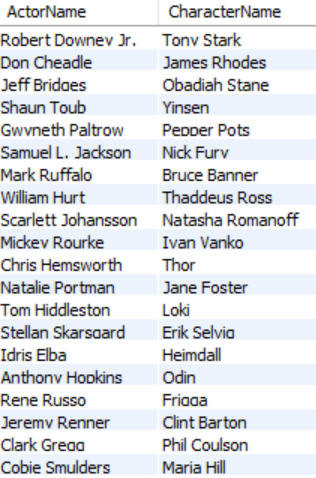 ActorName CharacterName
Robert Downey Jr. Tony Stark
Don Cheadle James Rhodes
Jeff Bridges Obadiah Stane
Shaun Toub Yinsen
Gwyneth Paltrow Pepper Pots
Samuel L. Jackson Nick Fury
Mark Ruffalo Bruce Banner
William Hurt Thaddeus Ross
Scarlett Johansson Natasha Romanoff
Mickey Rourke Ivan Vanko
Chris Hemsworth Thor
Natalie Portman Jane Foster
Tom Hiddleston Loki
Stellan Skarsgaard Erik Selvig
Idris Elba Heimdall
Anthony Hopkins Odin
Rene Russo Frigga
Jeremy Renner Clint Barton
Clark Gregg Phil Coulson
Cobie Smulders Maria Hill